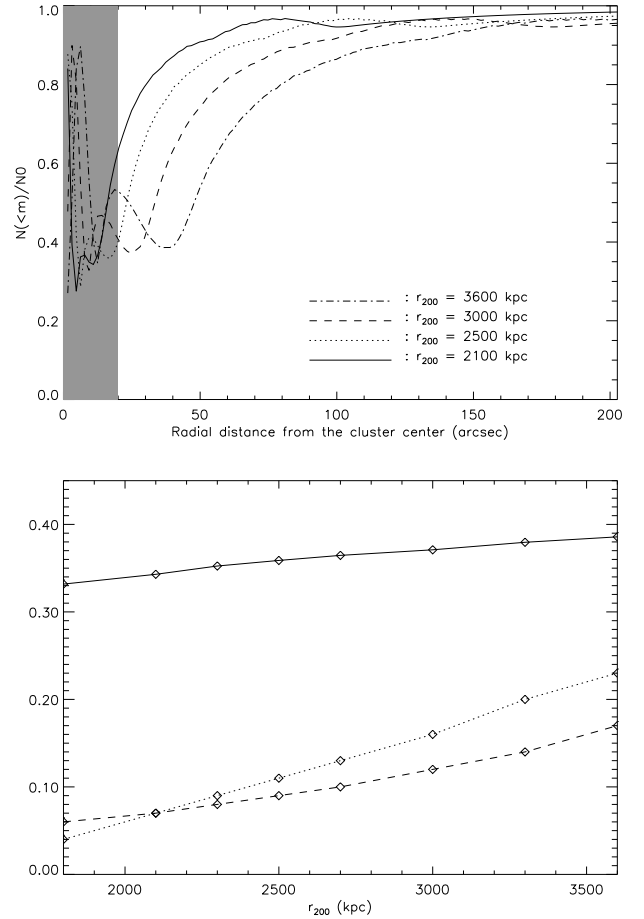 1.0
0.8
0.6
0.4
0.2
0.0
N(<m)/N0
: r200 = 3600 kpc
: r200 = 3000 kpc
: r200 = 2500 kpc
: r200 = 2100 kpc
0 50 100 150 200
Radial distance from the cluster center (arcsec)
0.40
0.30
0.20
0.10
0.00
2000 2500 3000 3500
r200 (kpc)